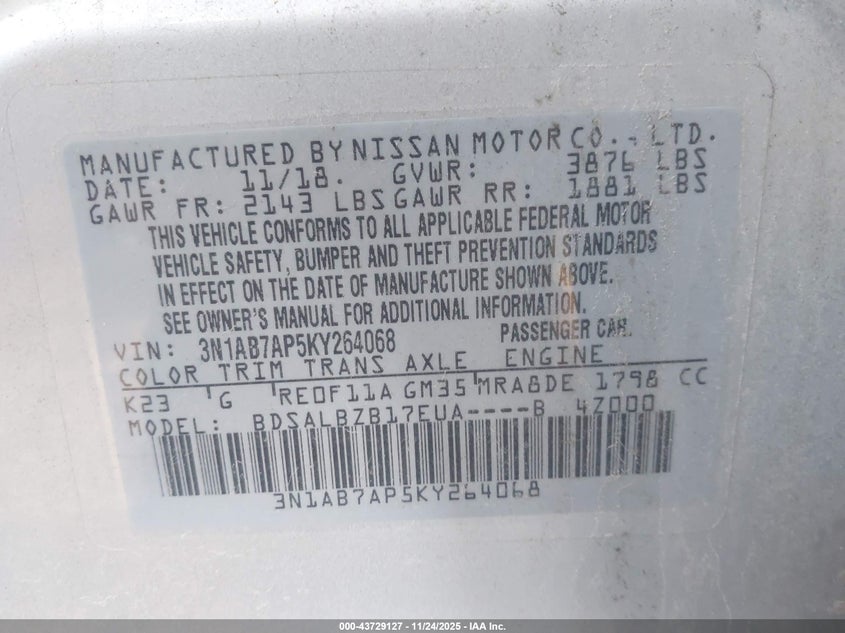 MANUFACTURED BY NISSAN MOTOR CO., LTD.
DATE: 11/18. GVWR: 3876 LBS
GAWR FR: 2143 LBS GAWR RR: 1881 LBS
THIS VEHICLE CONFORMS TO ALL APPLICABLE FEDERAL MOTOR
VEHICLE SAFETY, BUMPER AND THEFT PREVENTION STANDARDS
IN EFFECT ON THE DATE OF MANUFACTURE SHOWN ABOVE.
SEE OWNER'S MANUAL FOR ADDITIONAL INFORMATION.
VIN: 3N1AB7AP5KY264068 PASSENGER CAR.
COLOR TRIM TRANS AXLE ENGINE
K23 G RE0F11A GM35 MRA8DE 1798 CC
MODEL: BDSALBZB17EUA----B 4Z000
3N1AB7AP5KY264068
000-43729127 - 11/24/2025 - IAA Inc.